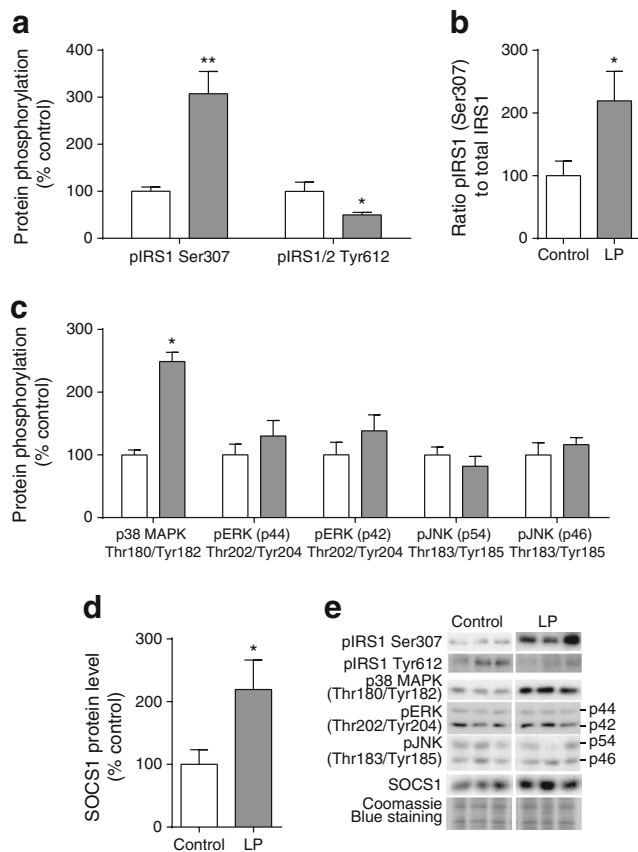 a
Protein phosphorylation
(% control)
400
300
200
100
0
**
*
pIRS1 Ser307 pIRS1/2 Tyr612
b
Ratio pIRS1 (Ser307)
to total IRS1
300
200
100
0
*
Control LP
c
Protein phosphorylation
(% control)
300
200
100
0
*
p38 MAPK pERK (p44) pERK (p42) pJNK (p54) pJNK (p46)
Thr180/Tyr182 Thr202/Tyr204 Thr202/Tyr204 Thr183/Tyr185 Thr183/Tyr185
d
SOCS1 protein level
(% control)
300
200
100
0
*
Control LP
e
Control LP
pIRS1 Ser307
pIRS1 Tyr612
p38 MAPK
(Thr180/Tyr182)
pERK p44
(Thr202/Tyr204) p42
pJNK p54
(Thr183/Tyr185) p46
SOCS1
Coomassie
Blue staining